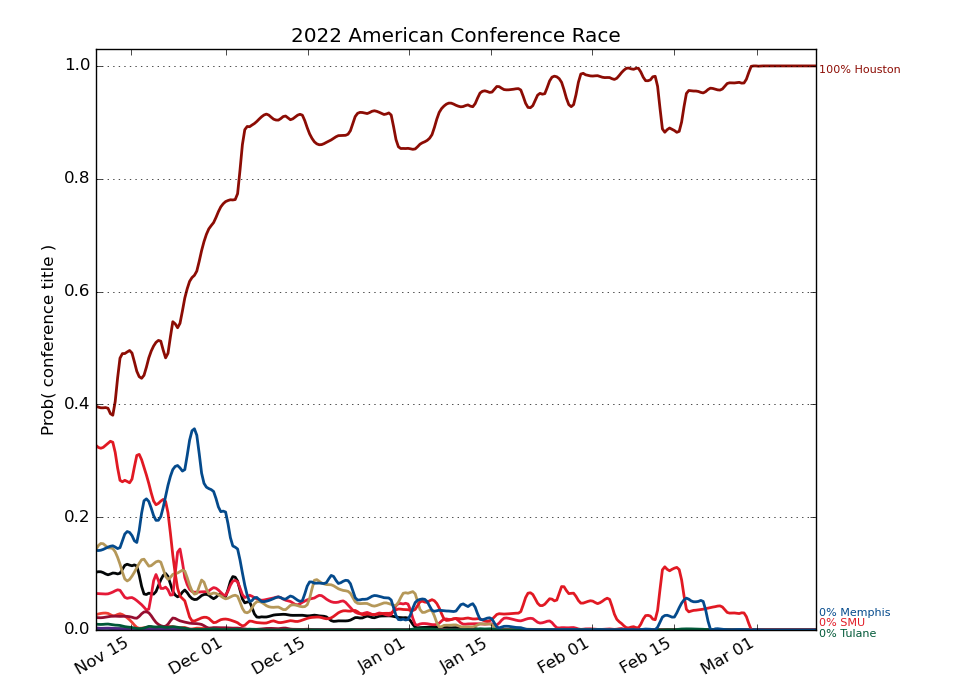 2022 American Conference Race
Prob( conference title )
1.0
0.8
0.6
0.4
0.2
0.0
100% Houston
0% Memphis
0% SMU
0% Tulane
Nov 15
Dec 01
Dec 15
Jan 01
Jan 15
Feb 01
Feb 15
Mar 01